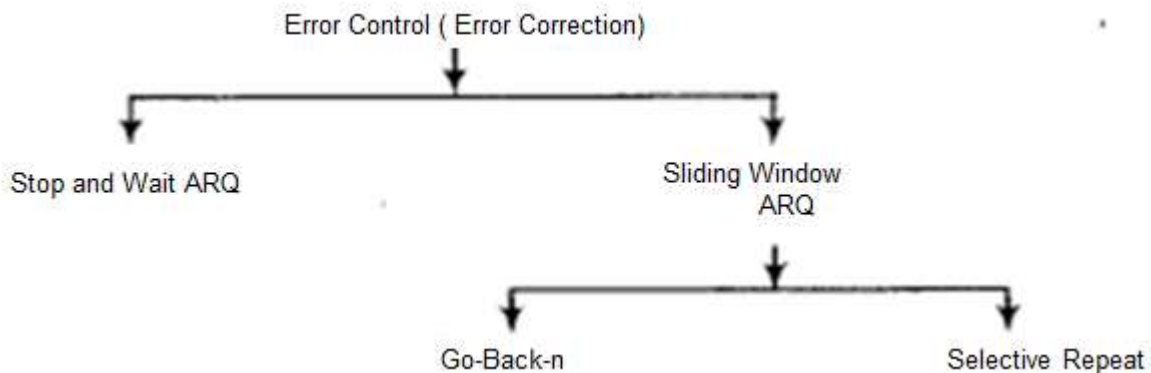 Error Control ( Error Correction)
Stop and Wait ARQ
Sliding Window
ARQ
Go-Back-n
Selective Repeat